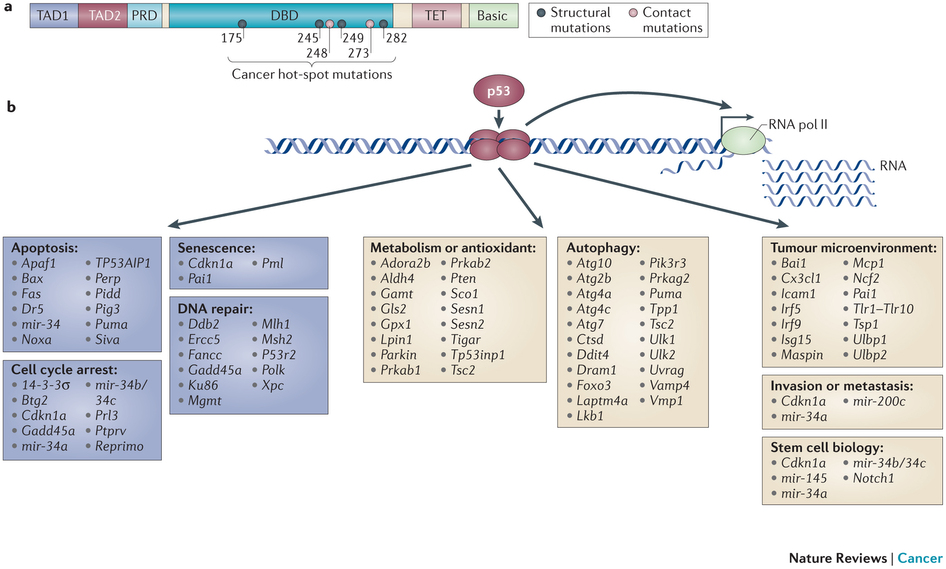 a
TAD1 TAD2 PRD DBD TET Basic
Structural mutations
Contact mutations
175 245 249 282
248 273
Cancer hot-spot mutations
b
p53
RNA pol II
RNA
Apoptosis:
• Apaf1 • TP53AIP1
• Bax • Perp
• Fas • Pidd
• Dr5 • Pig3
• mir-34 • Puma
• Noxa • Siva
Cell cycle arrest:
• 14-3-3σ • mir-34b/
• Btg2 34c
• Cdkn1a • Prl3
• Gadd45a • Ptprv
• mir-34a • Reprimo
Senescence:
• Cdkn1a • Pml
• Pai1
DNA repair:
• Ddb2 • Mlh1
• Ercc5 • Msh2
• Fancc • P53r2
• Gadd45a • Polk
• Ku86 • Xpc
• Mgmt
Metabolism or antioxidant:
• Adora2b • Prkab2
• Aldh4 • Pten
• Gamt • Sco1
• Gls2 • Sesn1
• Gpx1 • Sesn2
• Lpin1 • Tigar
• Parkin • Tp53inp1
• Prkab1 • Tsc2
Autophagy:
• Atg10 • Pik3r3
• Atg2b • Prkag2
• Atg4a • Puma
• Atg4c • Tpp1
• Atg7 • Tsc2
• Ctsd • Ulk1
• Ddit4 • Ulk2
• Dram1 • Uvrag
• Foxo3 • Vamp4
• Laptm4a • Vmp1
• Lkb1
Tumour microenvironment:
• Bai1 • Mcp1
• Cx3cl1 • Ncf2
• Icam1 • Pai1
• Irf5 • Tlr1–Tlr10
• Irf9 • Tsp1
• Isg15 • Ulbp1
• Maspin • Ulbp2
Invasion or metastasis:
• Cdkn1a • mir-200c
• mir-34a
Stem cell biology:
• Cdkn1a • mir-34b/34c
• mir-145 • Notch1
• mir-34a
Nature Reviews | Cancer